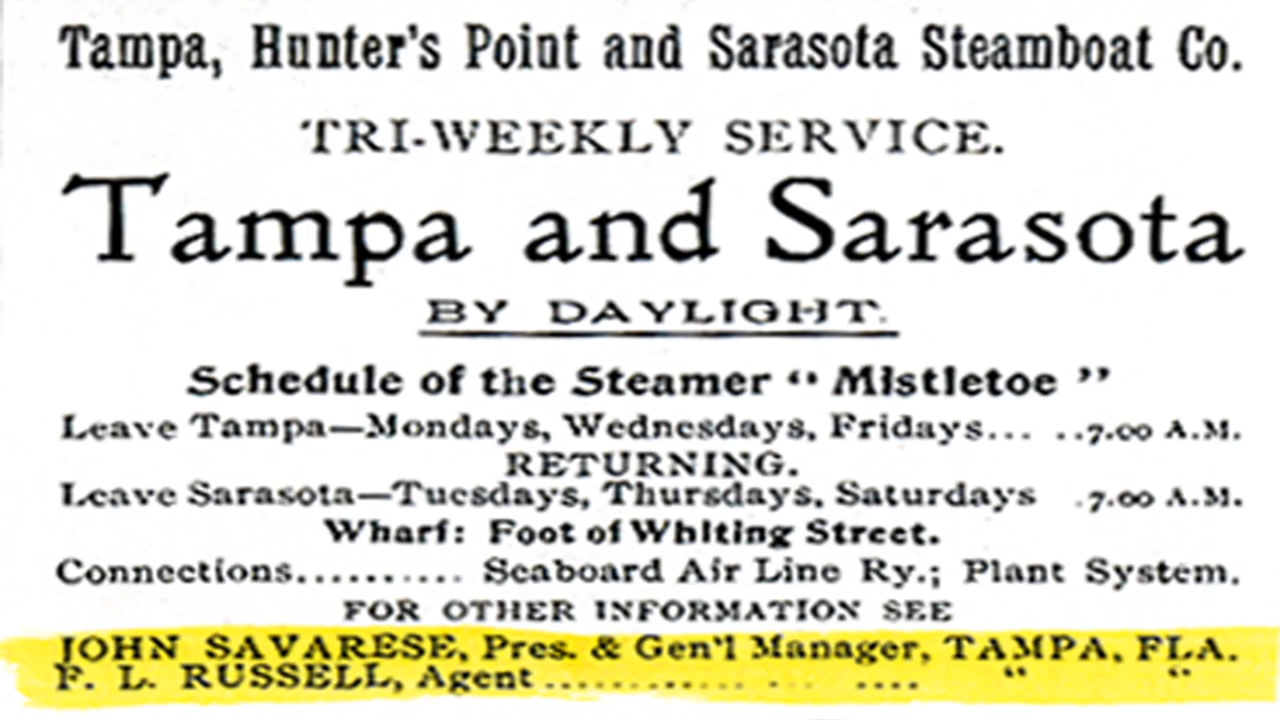 Tampa, Hunter's Point and Sarasota Steamboat Co.
TRI-WEEKLY SERVICE.
Tampa and Sarasota
BY DAYLIGHT.
Schedule of the Steamer “ Mistletoe ”
Leave Tampa—Mondays, Wednesdays, Fridays... ..7.00 A.M.
RETURNING.
Leave Sarasota—Tuesdays, Thursdays, Saturdays .7.00 A.M.
Wharf: Foot of Whiting Street.
Connections.......... Seaboard Air Line Ry.; Plant System.
FOR OTHER INFORMATION SEE
JOHN SAVARESE, Pres. & Gen'l Manager, TAMPA, FLA.
F. L. RUSSELL, Agent ............. .. .... “ “